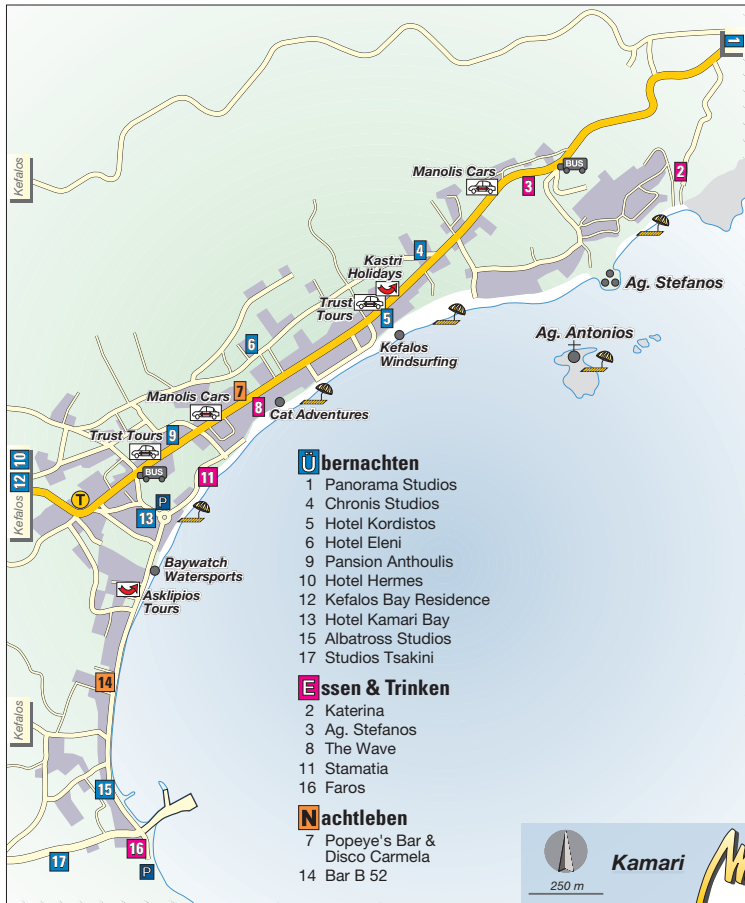 1
Kefalos
Manolis Cars
BUS
3
2
4
Kastri
Holidays
Trust
Tours
5
Ag. Stefanos
Ag. Antonios
Kefalos
Windsurfing
6
7
8
Manolis Cars
Cat Adventures
Trust Tours
9
10
12
Kefalos
BUS
T
P
11
13
Baywatch
Watersports
Asklipios
Tours
14
Kefalos
15
16
17
P
Übernachten
1 Panorama Studios
4 Chronis Studios
5 Hotel Kordistos
6 Hotel Eleni
9 Pansion Anthoulis
10 Hotel Hermes
12 Kefalos Bay Residence
13 Hotel Kamari Bay
15 Albatross Studios
17 Studios Tsakini
Essen & Trinken
2 Katerina
3 Ag. Stefanos
8 The Wave
11 Stamatia
16 Faros
Nachtleben
7 Popeye's Bar &
Disco Carmela
14 Bar B 52
250 m
Kamari